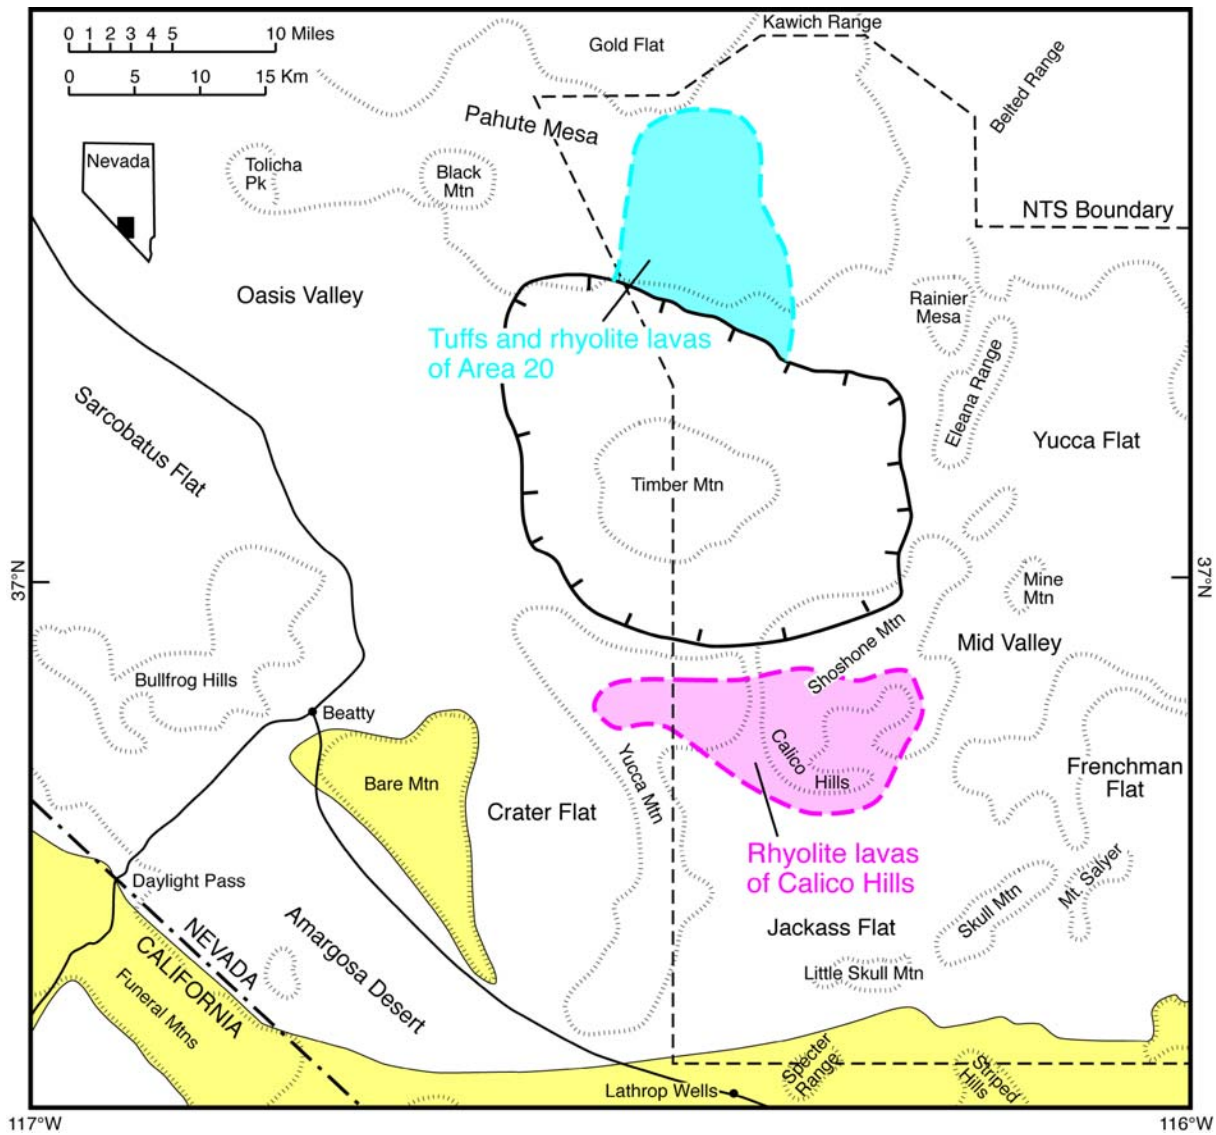 0 1 2 3 4 5 10 Miles
0 5 10 15 Km
Kawich Range
Gold Flat
Belted Range
Pahute Mesa
Nevada
Tolicha
Pk
Black
Mtn
NTS Boundary
Oasis Valley
Rainier
Mesa
Tuffs and rhyolite lavas
of Area 20
Eleana Range
Sarcobatus Flat
Yucca Flat
Timber Mtn
37°N
37°N
Mine
Mtn
Shoshone Mtn
Mid Valley
Bullfrog Hills
Beatty
Calico
Hills
Yucca Mtn
Bare Mtn
Frenchman
Flat
Crater Flat
Rhyolite lavas
of Calico Hills
Daylight Pass
Mt. Salyer
Skull Mtn
Jackass Flat
NEVADA
CALIFORNIA
Amargosa Desert
Little Skull Mtn
Funeral Mtns
Specter
Range
Striped
Hills
Lathrop Wells
117°W
116°W